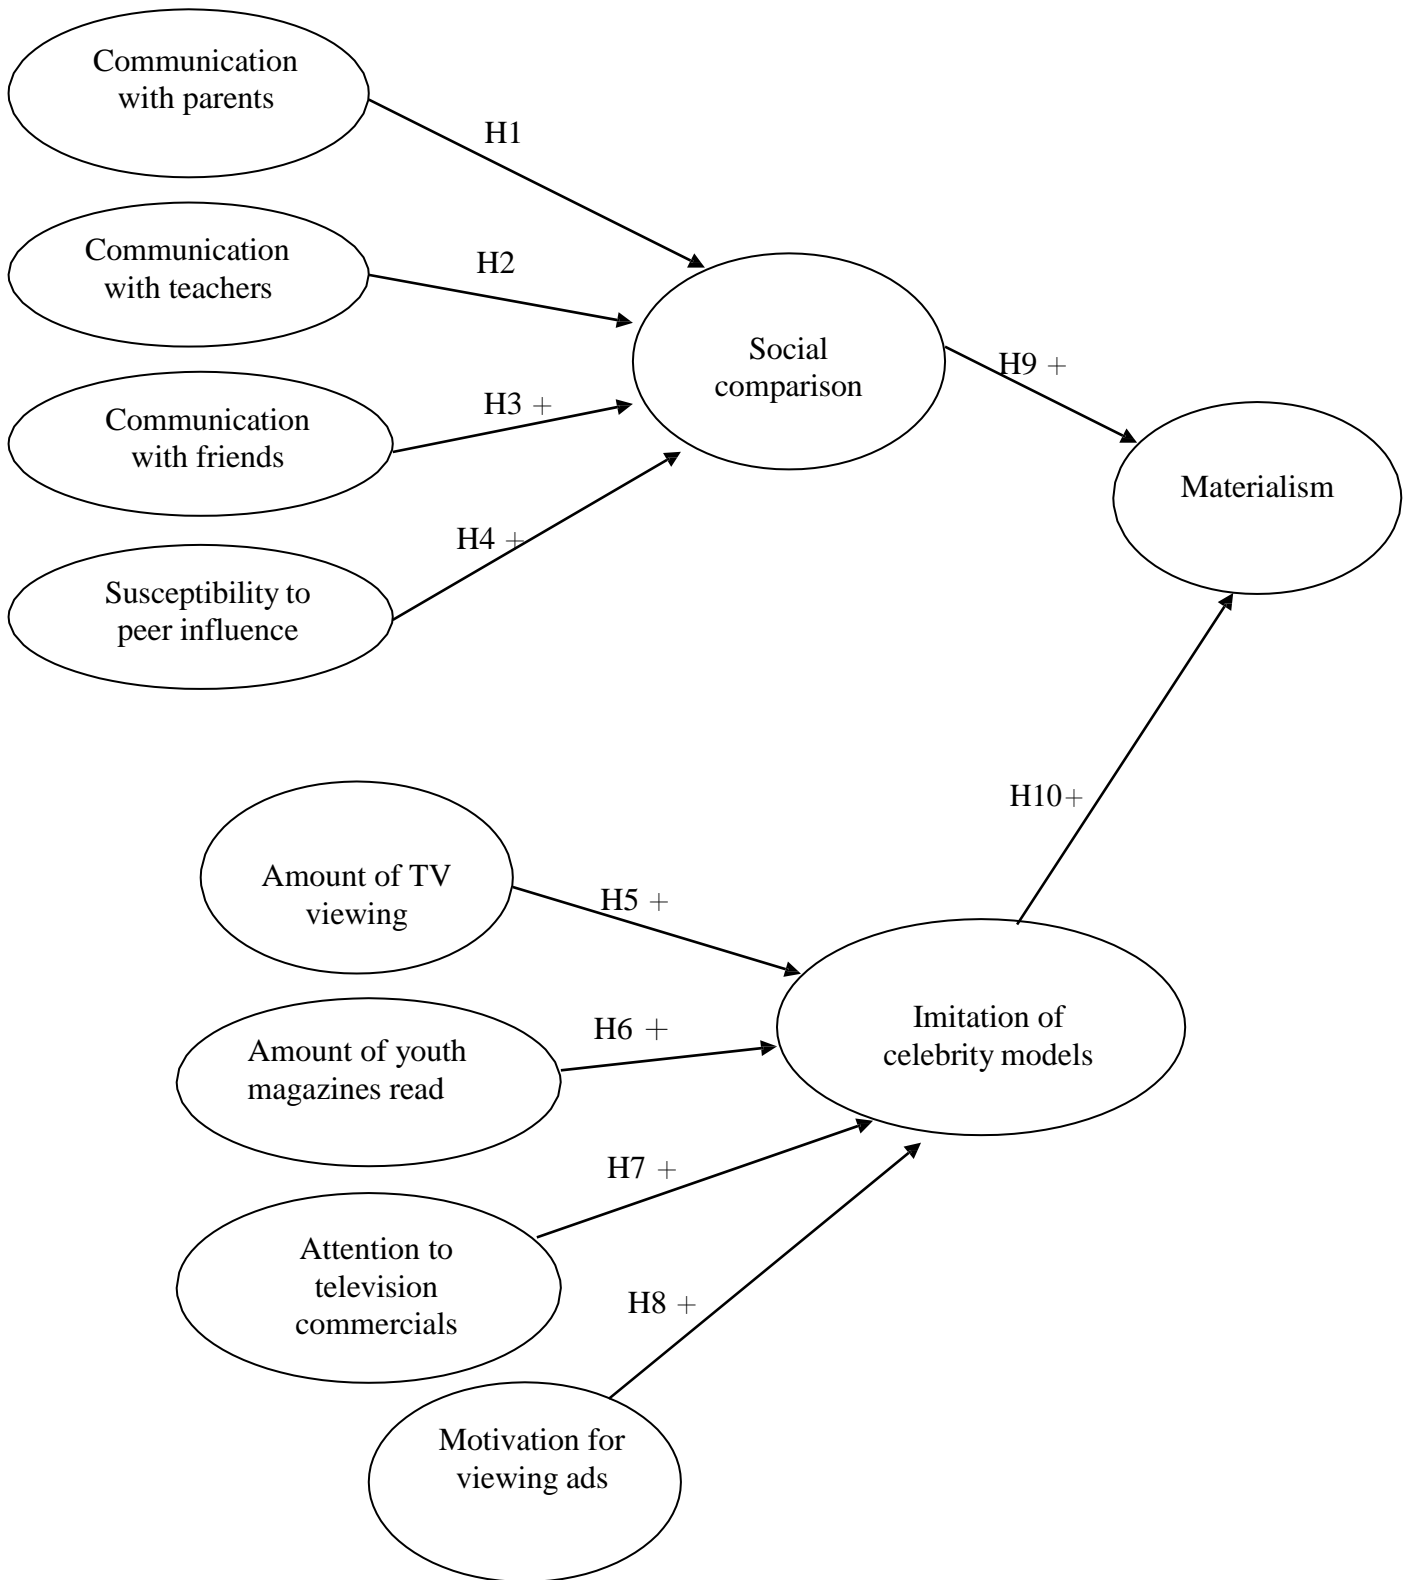 Communication
with parents
H1
Communication
with teachers
H2
Communication
with friends
H3 +
Susceptibility to
peer influence
H4 +
Social
comparison
H9 +
Materialism
Amount of TV
viewing
H5 +
Amount of youth
magazines read
H6 +
Attention to
television
commercials
H7 +
Motivation for
viewing ads
H8 +
Imitation of
celebrity models
H10+